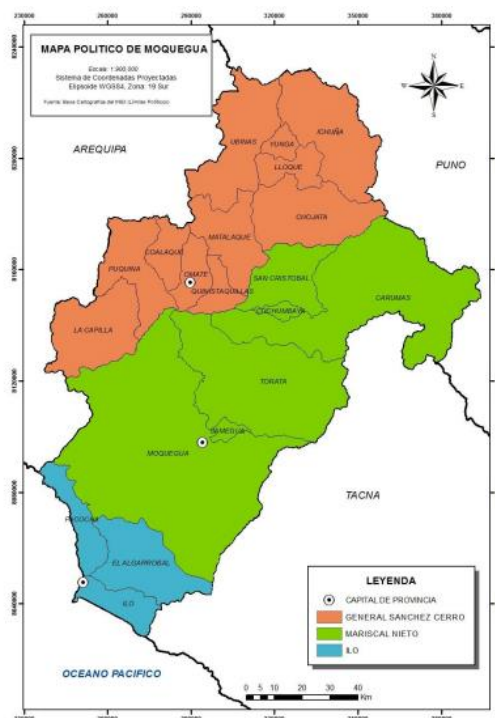 MAPA POLITICO DE MOQUEGUA
Escala: 1:960,000
Sistema de Coordenadas Proyectadas
Elipsoide WGS84, Zona: 19 Sur
N
AREQUIPA
PUNO
UBINAS
YUNGA
ICHUÑA
LLOQUE
CHOJATA
MATALAQUE
COALAQUE
PUQUINA
OMATE
QUINISTAQUILLAS
LA CAPILLA
SAN CRISTOBAL
CARUMAS
CUCHUMBAYA
TORATA
SAMEGUA
MOQUEGUA
TACNA
PACOCHA
EL ALGARROBAL
ILO
OCEANO PACIFICO
LEYENDA
CAPITAL DE PROVINCIA
GENERAL SANCHEZ CERRO
MARISCAL NIETO
ILO
0 5 10 20 30 40
Km